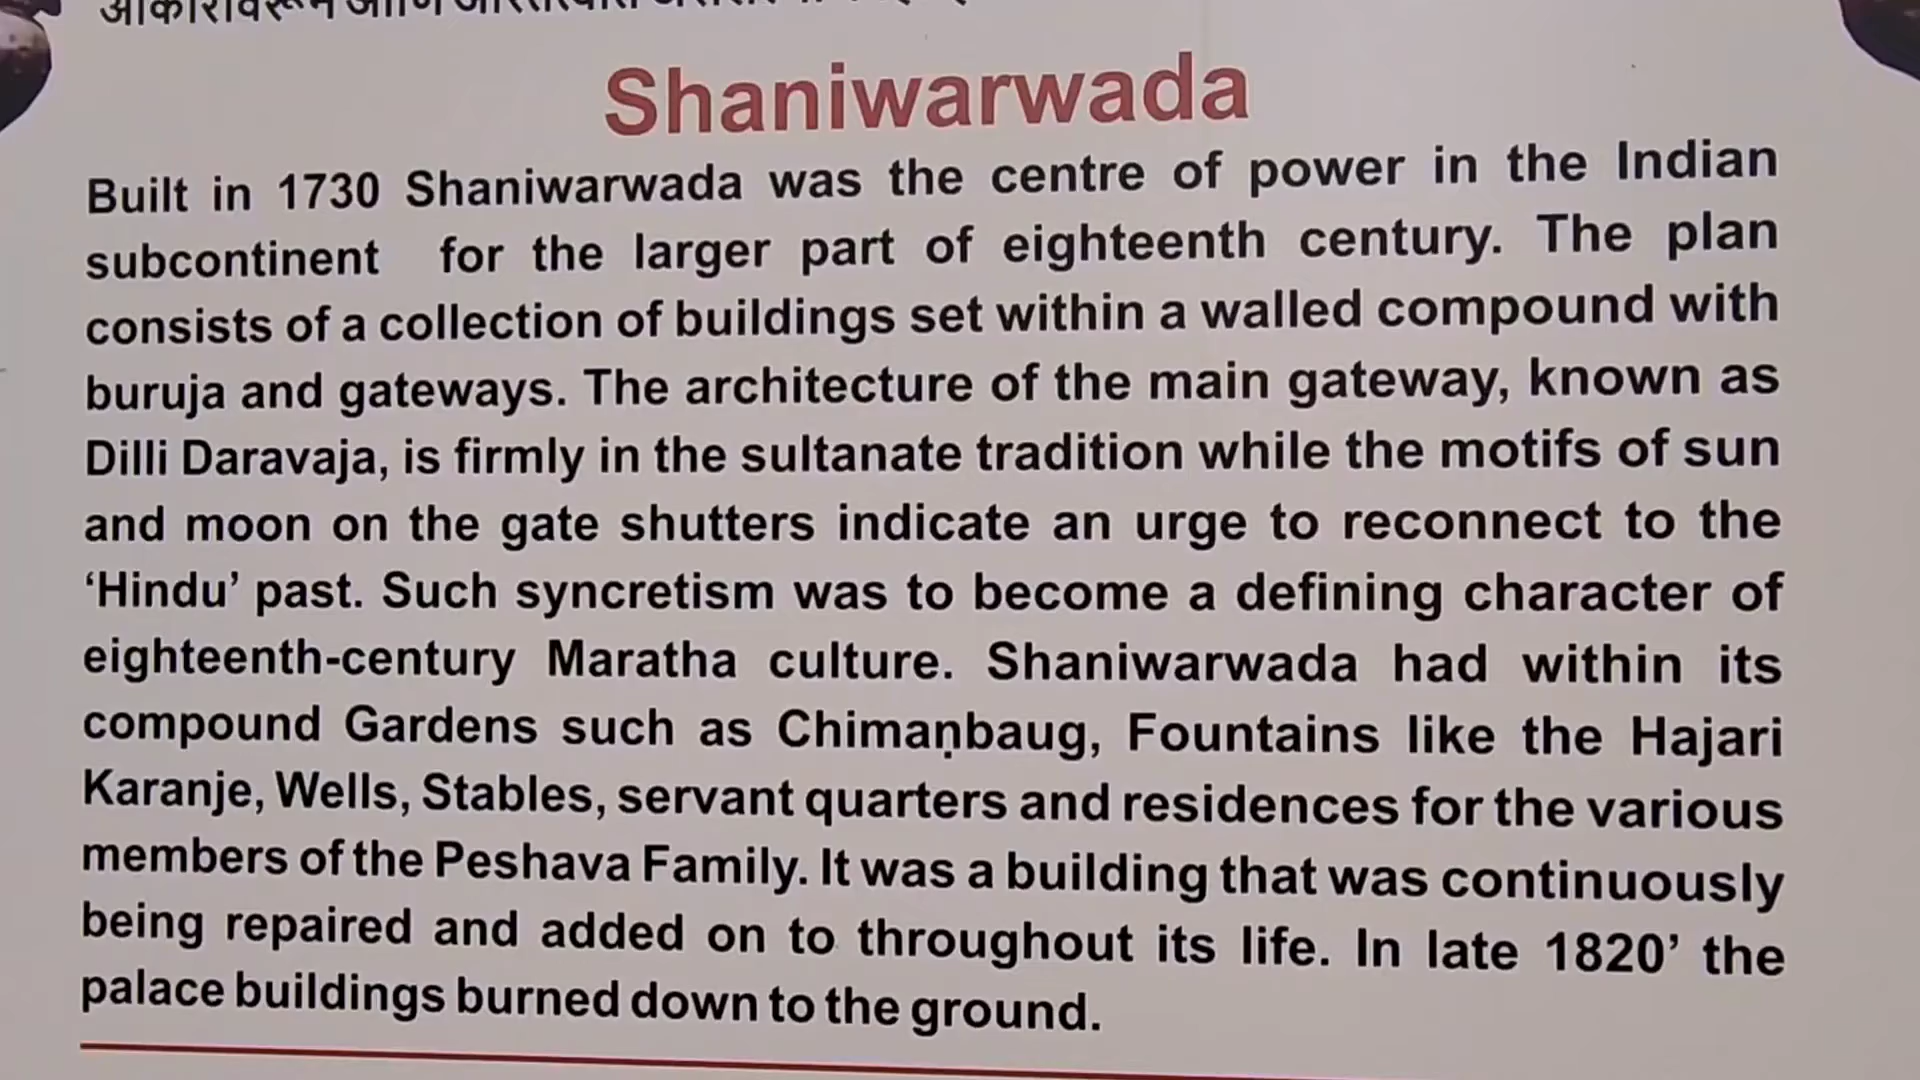 Shaniwarwada
Built in 1730 Shaniwarwada was the centre of power in the Indian
subcontinent for the larger part of eighteenth century. The plan
consists of a collection of buildings set within a walled compound with
buruja and gateways. The architecture of the main gateway, known as
Dilli Daravaja, is firmly in the sultanate tradition while the motifs of sun
and moon on the gate shutters indicate an urge to reconnect to the
‘Hindu’ past. Such syncretism was to become a defining character of
eighteenth-century Maratha culture. Shaniwarwada had within its
compound Gardens such as Chimaṇbaug, Fountains like the Hajari
Karanje, Wells, Stables, servant quarters and residences for the various
members of the Peshava Family. It was a building that was continuously
being repaired and added on to throughout its life. In late 1820’ the
palace buildings burned down to the ground.